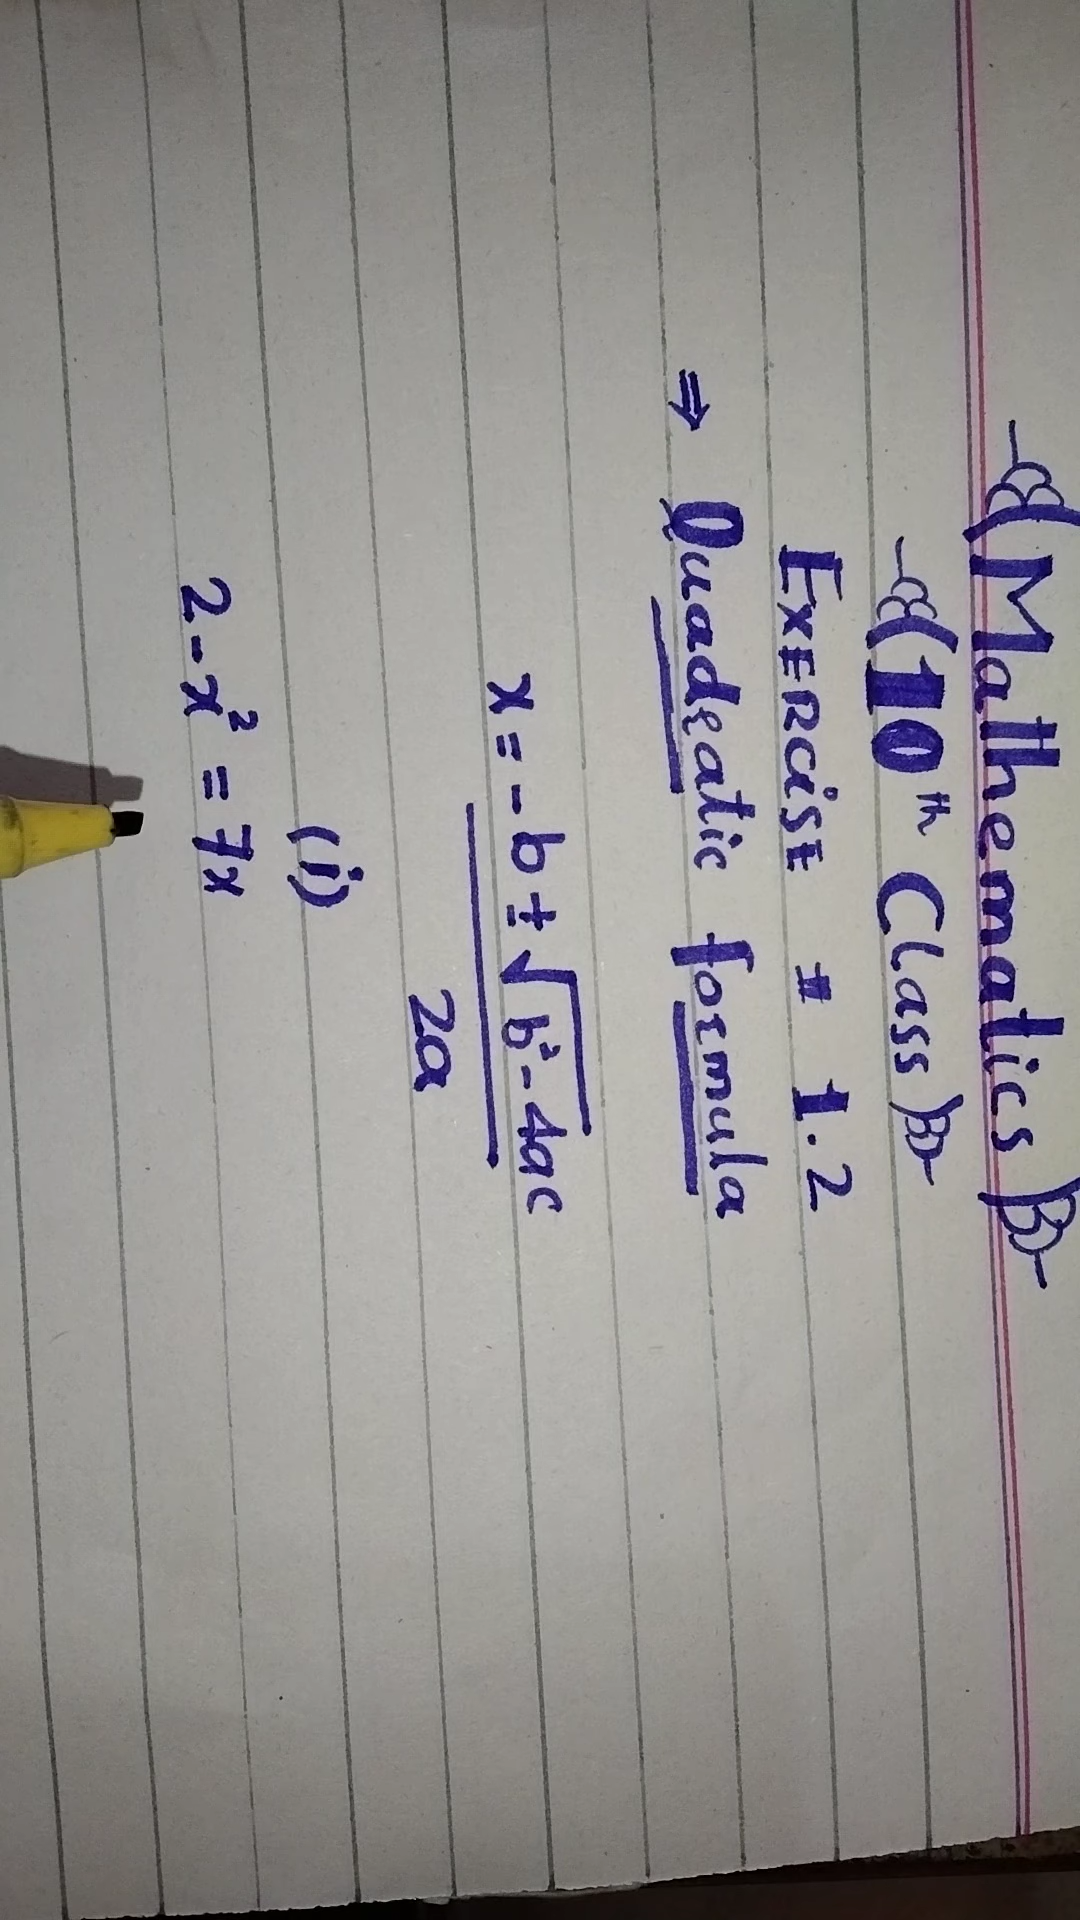 Mathematics
10th Class
Exercise # 1.2
⇒ Quadratic formula
x = -b ± √b²-4ac
2a
(i)
2-x² = 7x